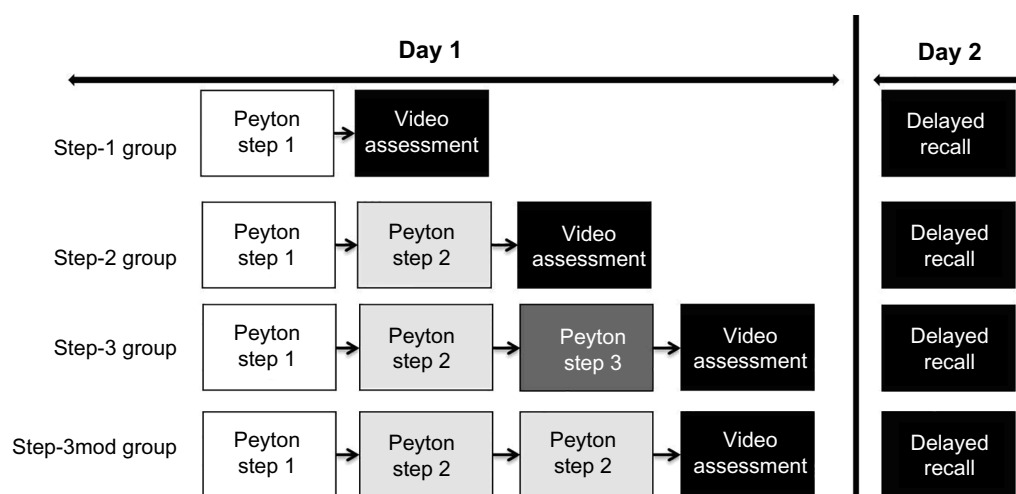 Day 1
Day 2
Step-1 group
Peyton
step 1
Video
assessment
Delayed
recall
Step-2 group
Peyton
step 1
Peyton
step 2
Video
assessment
Delayed
recall
Step-3 group
Peyton
step 1
Peyton
step 2
Peyton
step 3
Video
assessment
Delayed
recall
Step-3mod group
Peyton
step 1
Peyton
step 2
Peyton
step 2
Video
assessment
Delayed
recall